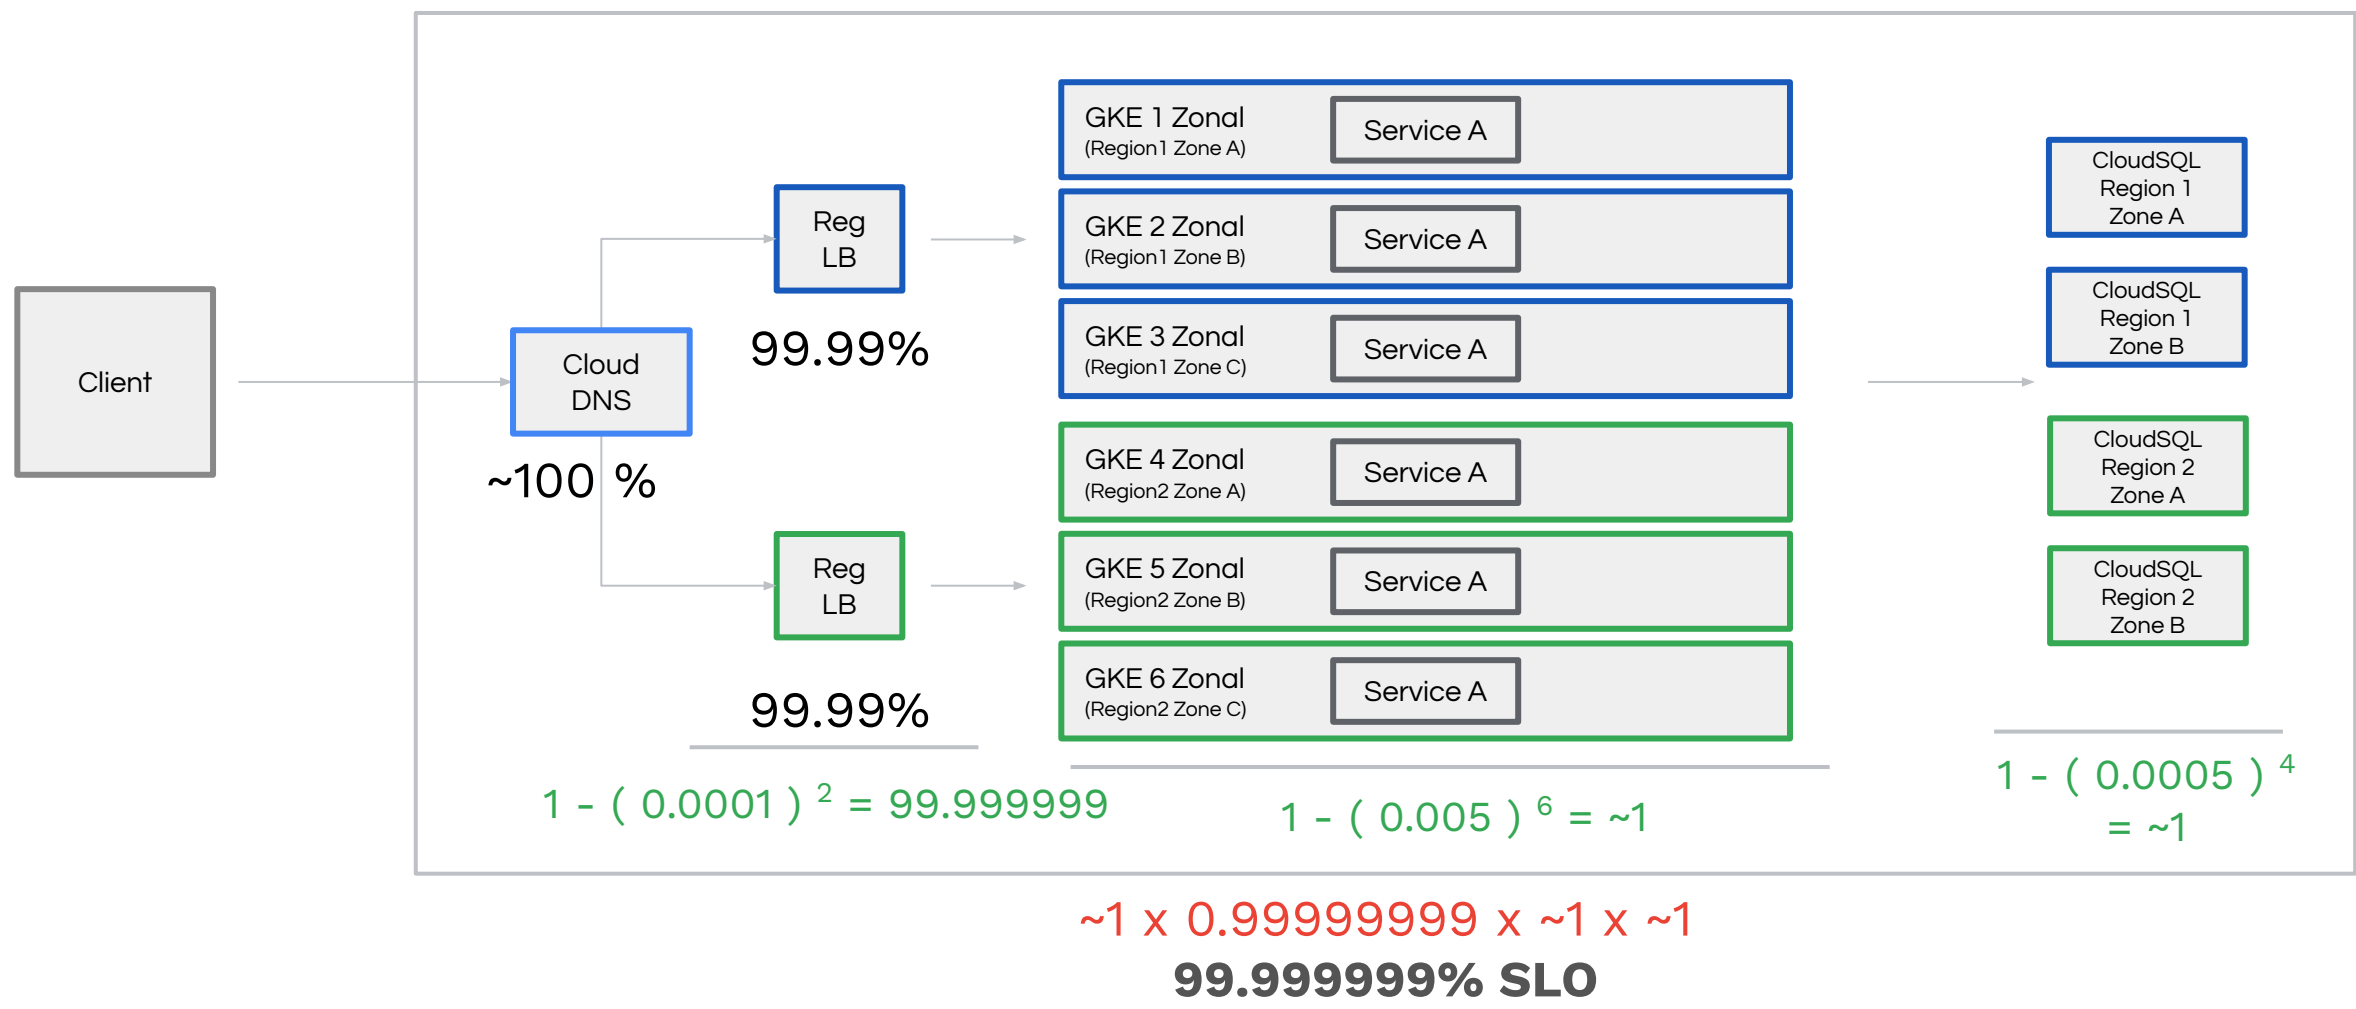 Client
Cloud
DNS
~100 %
Reg
LB
99.99%
Reg
LB
99.99%
1 - ( 0.0001 ) 2 = 99.999999
GKE 1 Zonal
(Region1 Zone A)
Service A
GKE 2 Zonal
(Region1 Zone B)
Service A
GKE 3 Zonal
(Region1 Zone C)
Service A
GKE 4 Zonal
(Region2 Zone A)
Service A
GKE 5 Zonal
(Region2 Zone B)
Service A
GKE 6 Zonal
(Region2 Zone C)
Service A
1 - ( 0.005 ) 6 = ~1
CloudSQL
Region 1
Zone A
CloudSQL
Region 1
Zone B
CloudSQL
Region 2
Zone A
CloudSQL
Region 2
Zone B
1 - ( 0.0005 ) 4
= ~1
~1 x 0.99999999 x ~1 x ~1
99.999999% SLO